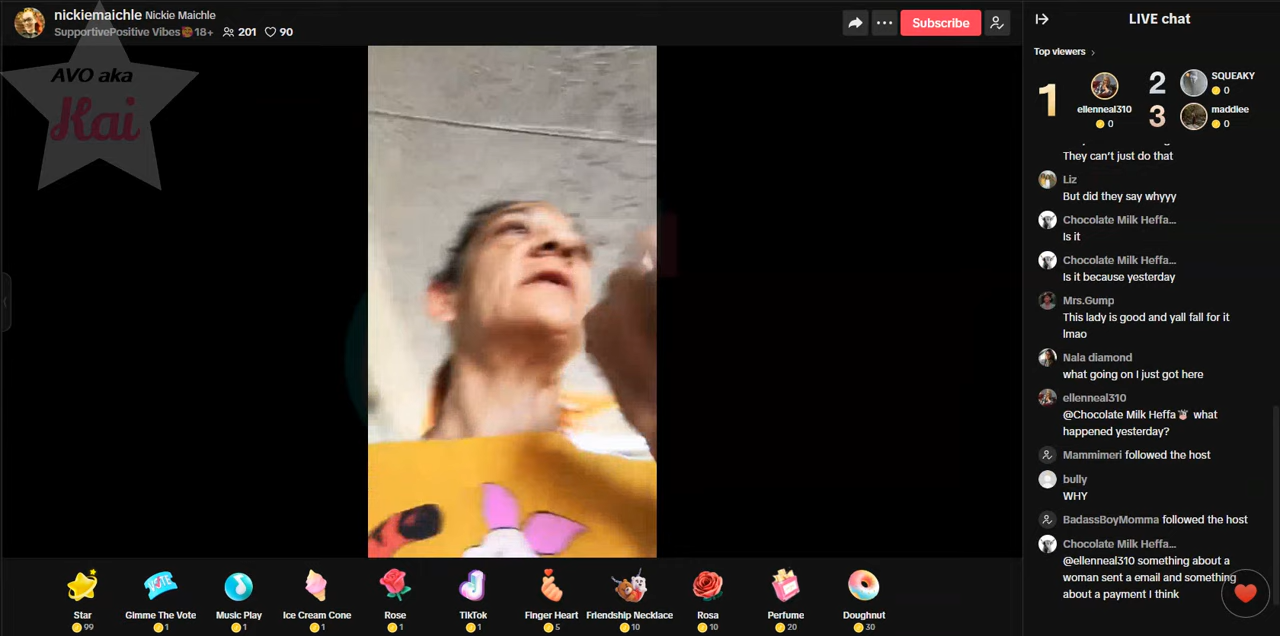 nickiemaichle Nickie Maichle
SupportivePositive Vibes 18+ 201 90
Subscribe
AVO aka
Kai
LIVE chat
Top viewers
1
ellenneal310
0
2
SQUEAKY
0
3
maddlee
0
They can't just do that
Liz
But did they say whyyy
Chocolate Milk Heffa...
Is it
Chocolate Milk Heffa...
Is it because yesterday
Mrs.Gump
This lady is good and yall fall for it
lmao
Nala diamond
what going on I just got here
ellenneal310
@Chocolate Milk Heffa what
happened yesterday?
Mammimeri followed the host
bully
WHY
BadassBoyMomma followed the host
Chocolate Milk Heffa...
@ellenneal310 something about a
woman sent a email and something
about a payment I think
Star
99
Gimme The Vote
1
Music Play
1
Ice Cream Cone
1
Rose
1
TikTok
1
Finger Heart
5
Friendship Necklace
10
Rosa
10
Perfume
20
Doughnut
30